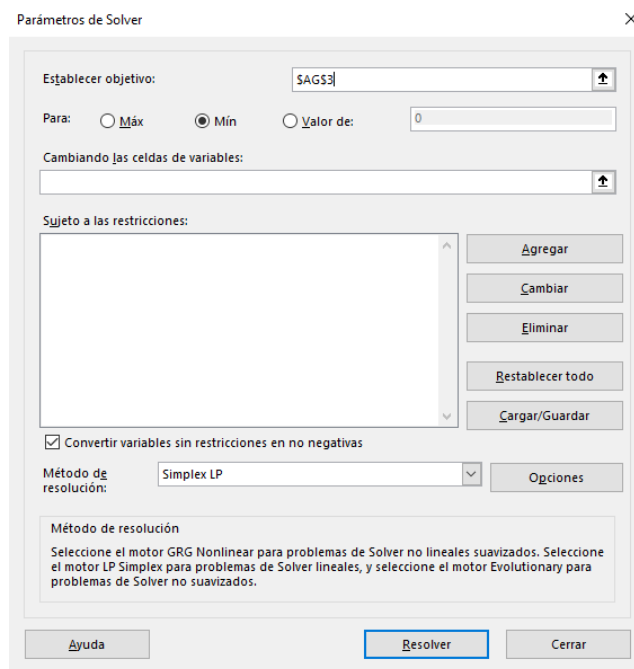 Parámetros de Solver
Establecer objetivo:
$AG$3
Para:
Máx
Mín
Valor de:
0
Cambiando las celdas de variables:
Sujeto a las restricciones:
Agregar
Cambiar
Eliminar
Restablecer todo
Cargar/Guardar
Convertir variables sin restricciones en no negativas
Método de
resolución:
Simplex LP
Opciones
Método de resolución
Seleccione el motor GRG Nonlinear para problemas de Solver no lineales suavizados. Seleccione
el motor LP Simplex para problemas de Solver lineales, y seleccione el motor Evolutionary para
problemas de Solver no suavizados.
Ayuda
Resolver
Cerrar